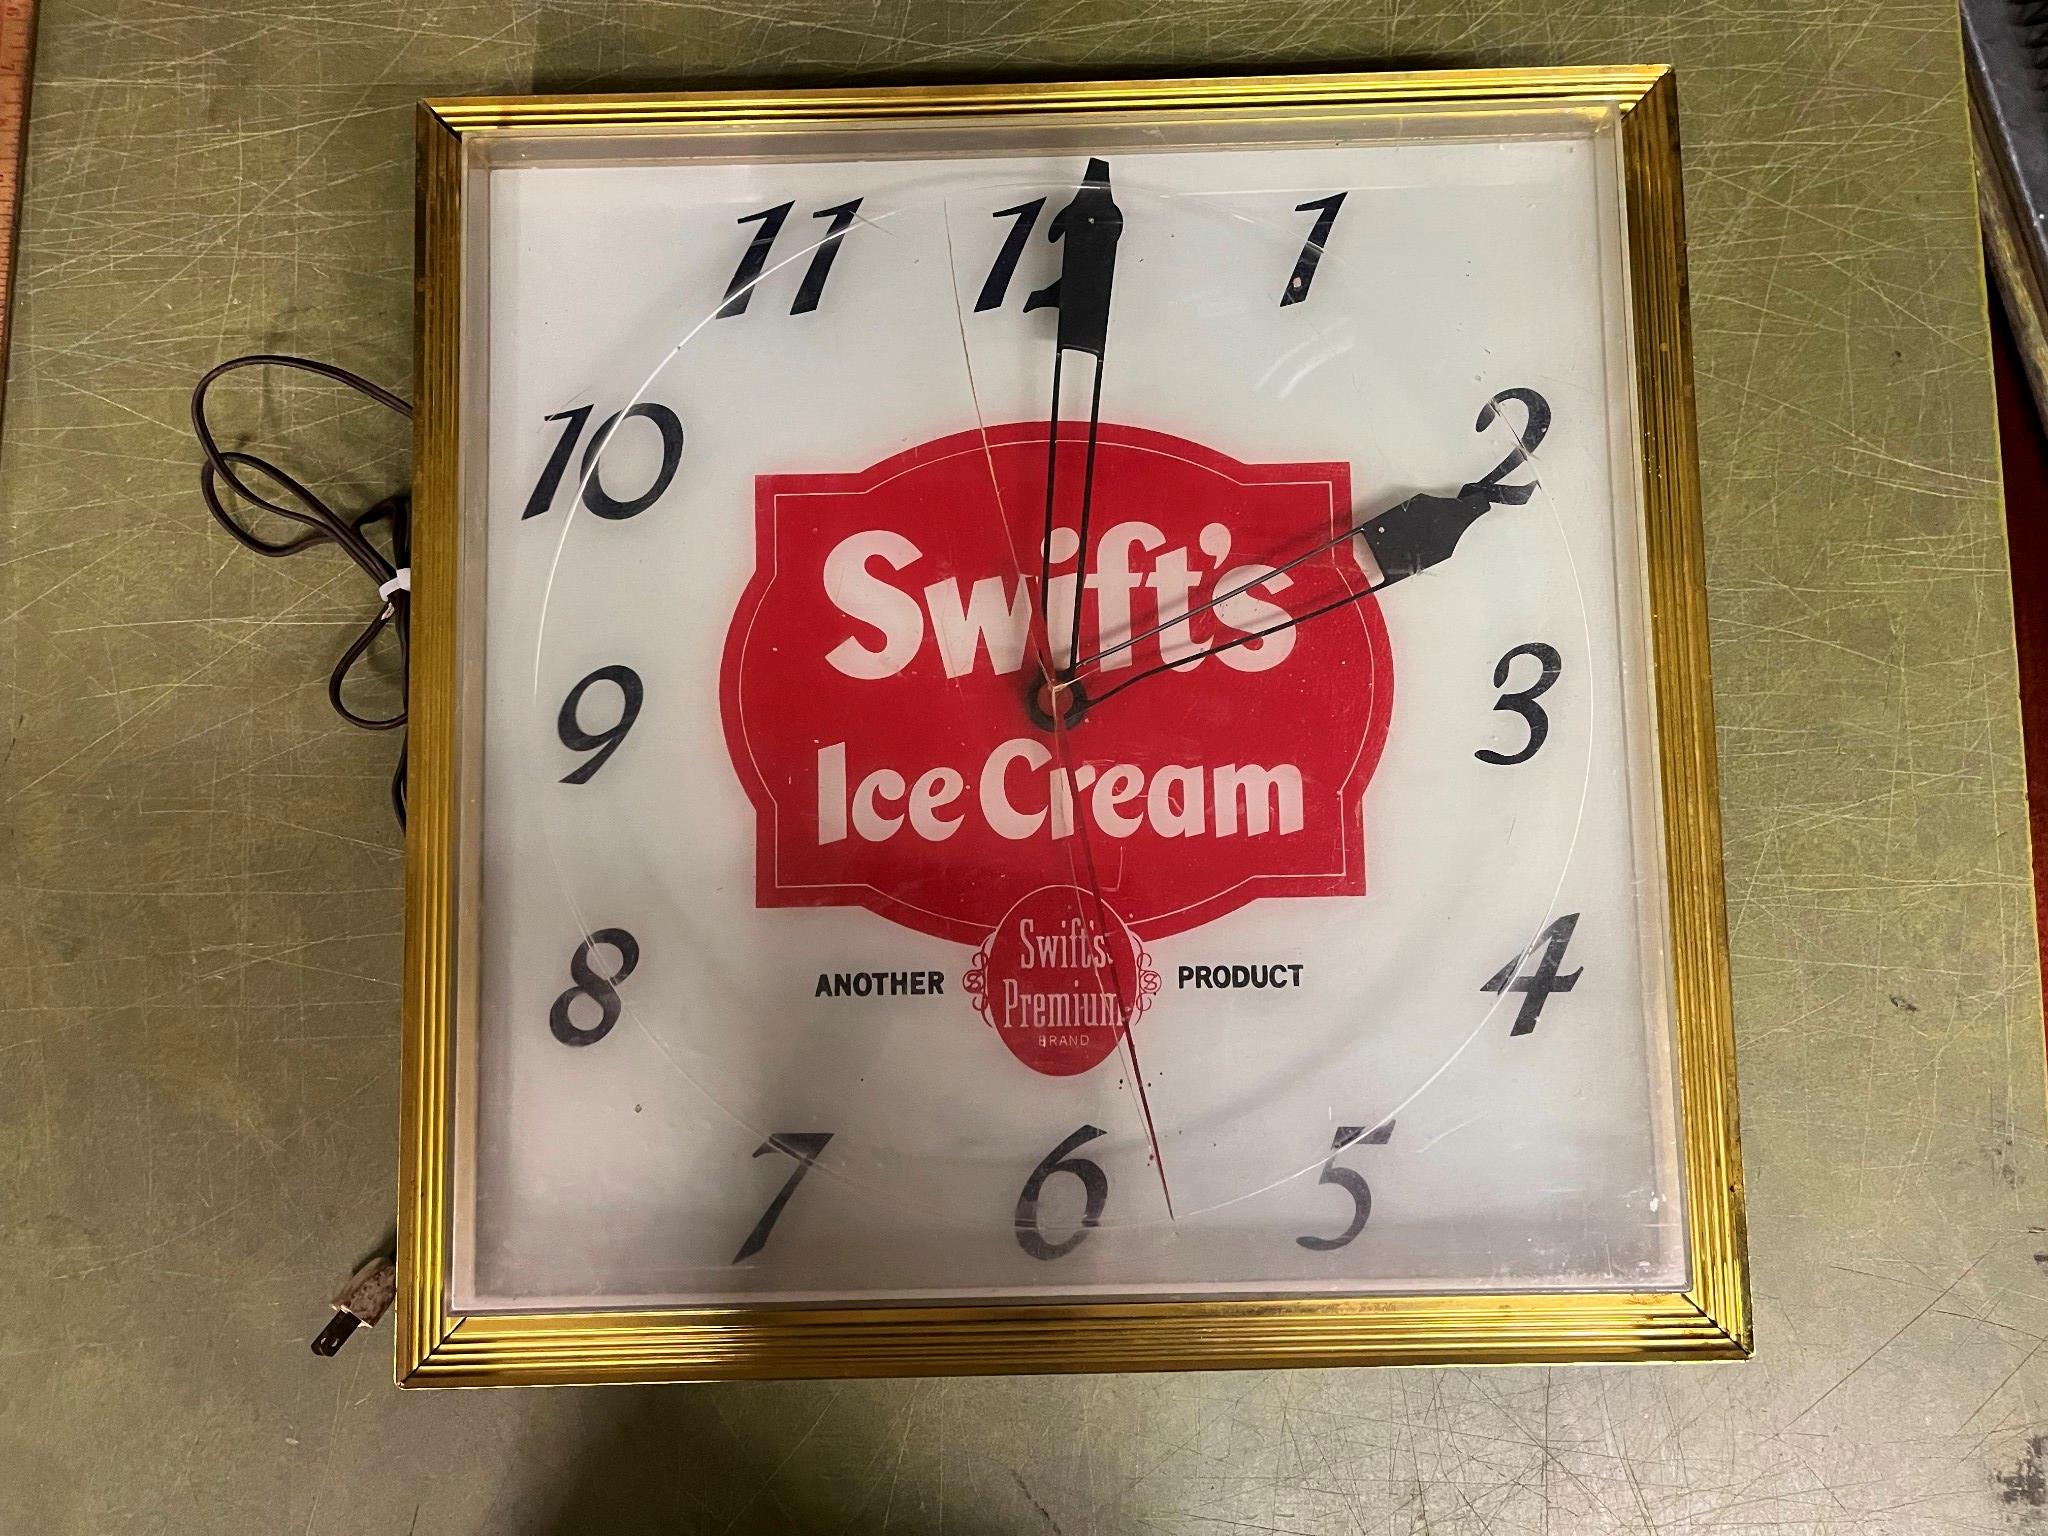 11 12 1
10 2
9 3
8 4
7 6 5
Swift's
Ice Cream
ANOTHER Swift's Premium BRAND PRODUCT